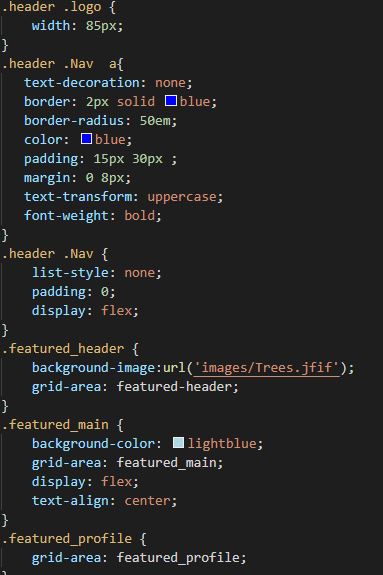 .header .logo {
    width: 85px;
}
.header .Nav  a{
   text-decoration: none;
   border: 2px solid blue;
   border-radius: 50em;
   color: blue;
   padding: 15px 30px ;
   margin: 0 8px;
   text-transform: uppercase;
   font-weight: bold;
}
.header .Nav {
    list-style: none;
    padding: 0;
    display: flex;
}
.featured_header {
    background-image:url('images/Trees.jfif');
    grid-area: featured-header;
}
.featured_main {
    background-color: lightblue;
    grid-area: featured_main;
    display: flex;
    text-align: center;
}
.featured_profile {
    grid-area: featured_profile;
}